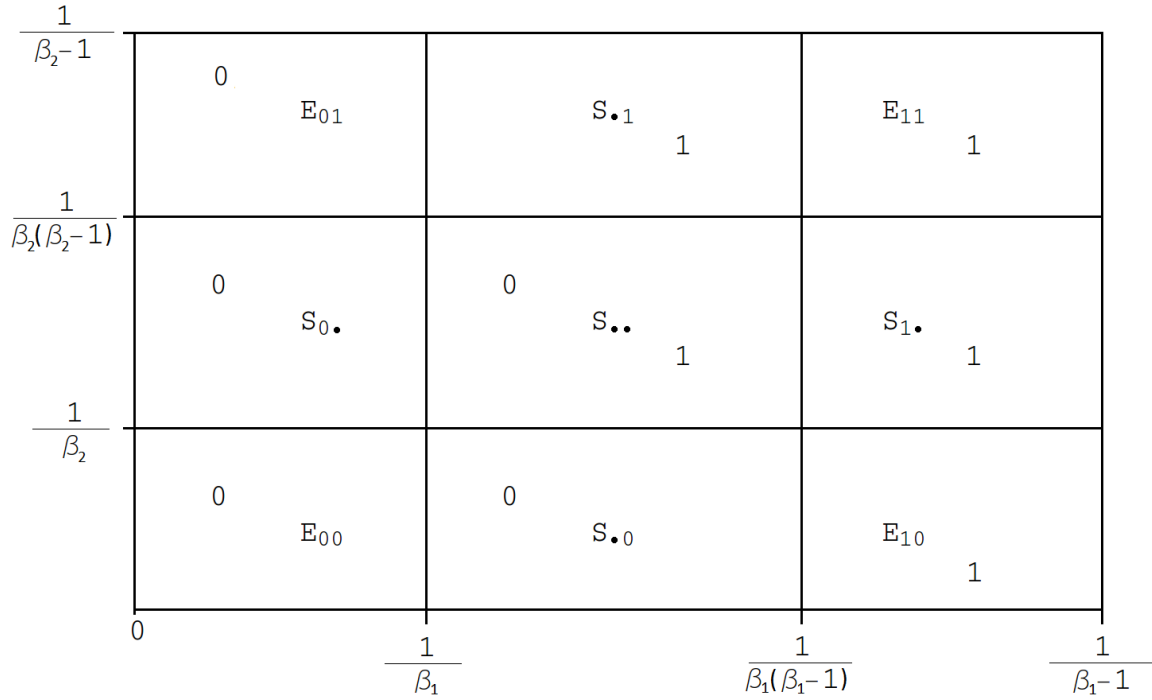 1/(β₂-1)
0
E₀₁
S•₁
1
E₁₁
1
1/(β₂(β₂-1))
0
S₀•
0
S••
1
S₁•
1
1/β₂
0
E₀₀
0
S•₀
E₁₀
1
0
1/β₁
1/(β₁(β₁-1))
1/(β₁-1)